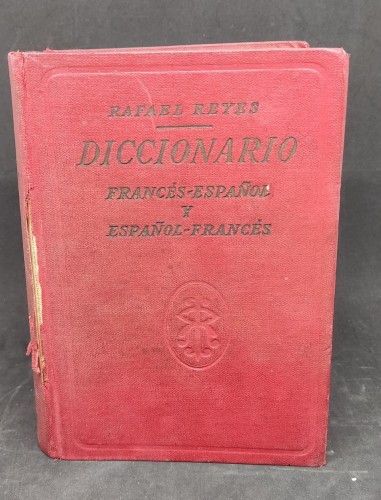 RAFAEL REYES
DICCIONARIO
FRANCÉS-ESPAÑOL
Y
ESPAÑOL-FRANCÉS